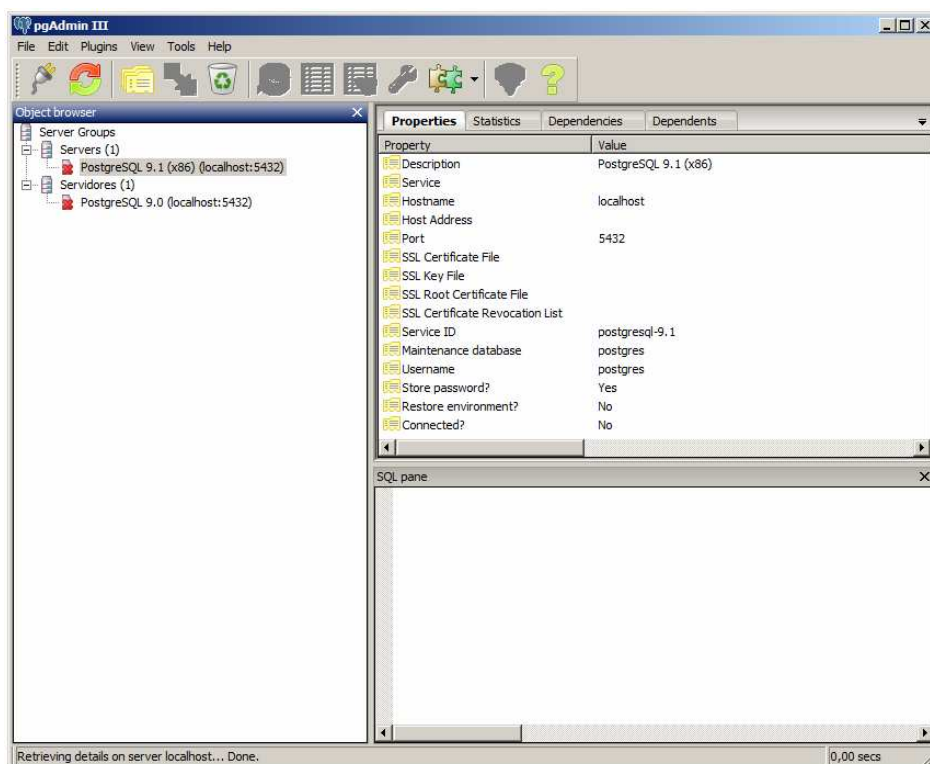 pgAdmin III
File Edit Plugins View Tools Help
Object browser
Server Groups
Servers (1)
PostgreSQL 9.1 (x86) (localhost:5432)
Servidores (1)
PostgreSQL 9.0 (localhost:5432)
Properties Statistics Dependencies Dependents
Property Value
Description PostgreSQL 9.1 (x86)
Service
Hostname localhost
Host Address
Port 5432
SSL Certificate File
SSL Key File
SSL Root Certificate File
SSL Certificate Revocation List
Service ID postgresql-9.1
Maintenance database postgres
Username postgres
Store password? Yes
Restore environment? No
Connected? No
SQL pane
Retrieving details on server localhost... Done. 0,00 secs